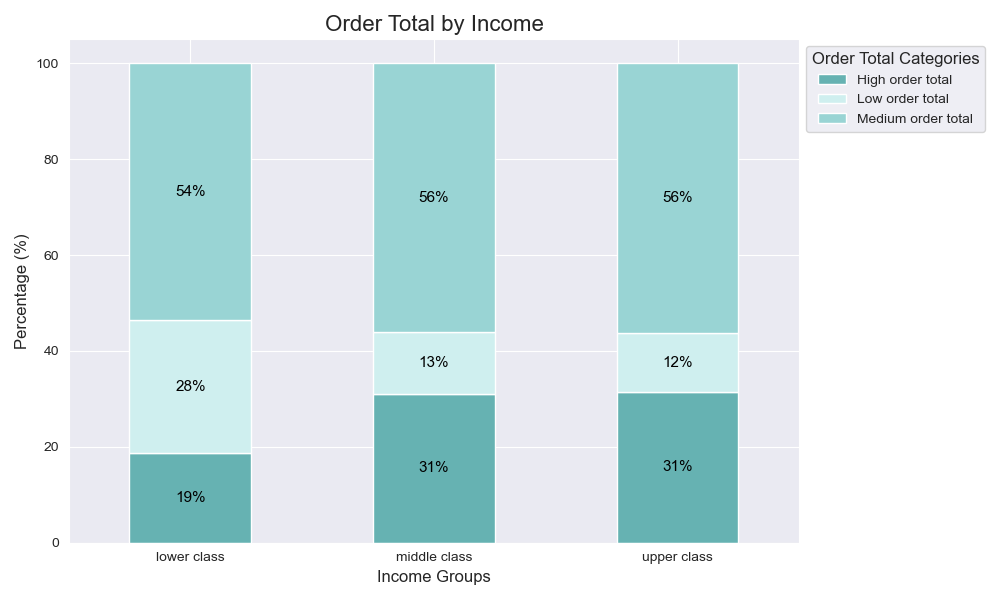 Order Total by Income
Order Total Categories
High order total
Low order total
Medium order total
Percentage (%)
100
80
60
40
20
0
54%
56%
56%
28%
13%
12%
19%
31%
31%
lower class
middle class
upper class
Income Groups